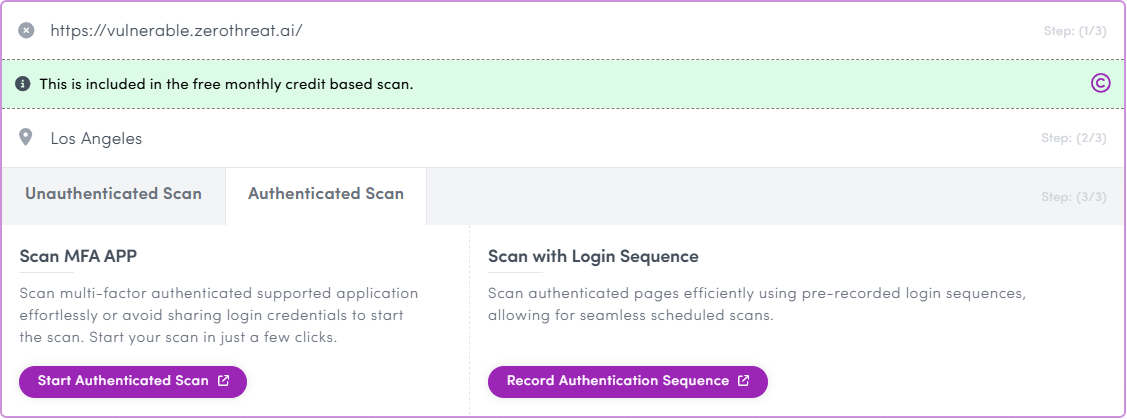 https://vulnerable.zerothreat.ai/
Step: (1/3)
This is included in the free monthly credit based scan.
Los Angeles
Step: (2/3)
Unauthenticated Scan
Authenticated Scan
Step: (3/3)
Scan MFA APP
Scan multi-factor authenticated supported application
effortlessly or avoid sharing login credentials to start
the scan. Start your scan in just a few clicks.
Start Authenticated Scan
Scan with Login Sequence
Scan authenticated pages efficiently using pre-recorded login sequences,
allowing for seamless scheduled scans.
Record Authentication Sequence